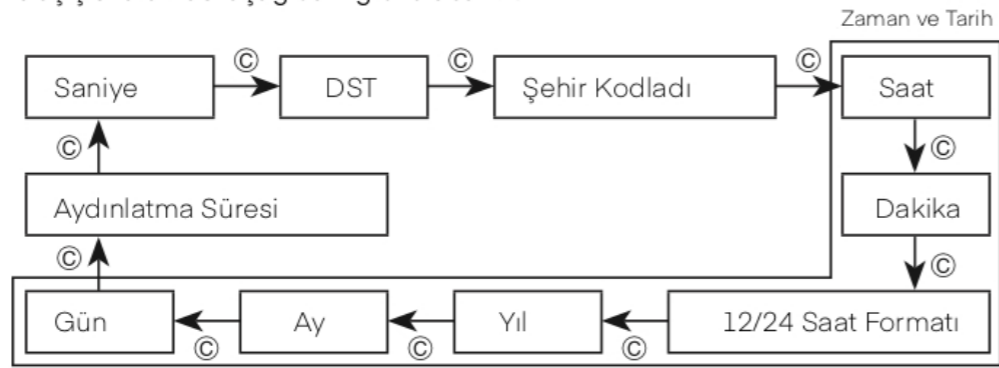 Zaman ve Tarih
Saniye © DST © Şehir Kodladı © Saat
© ©
Aydınlatma Süresi Dakika
© ©
Gün Ay Yıl 12/24 Saat Formatı
© © ©